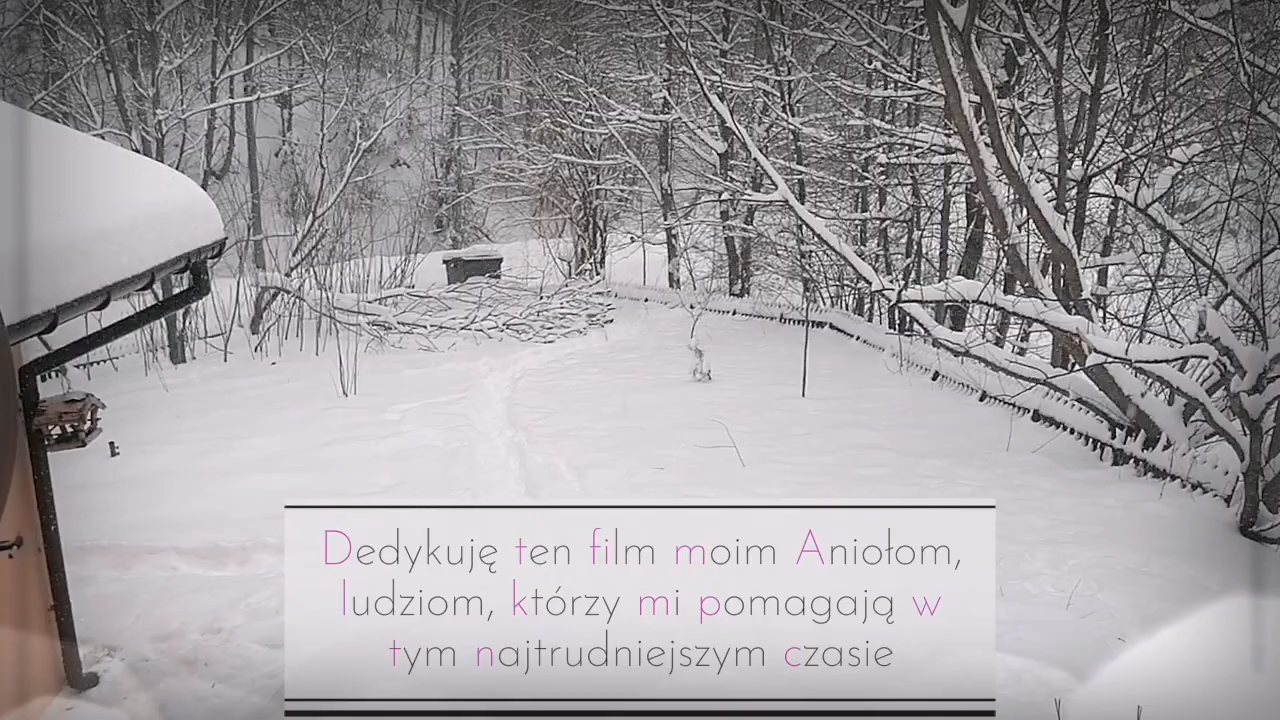 Dedykuję ten film moim Aniołom,
ludziom, którzy mi pomagają w
tym najtrudniejszym czasie